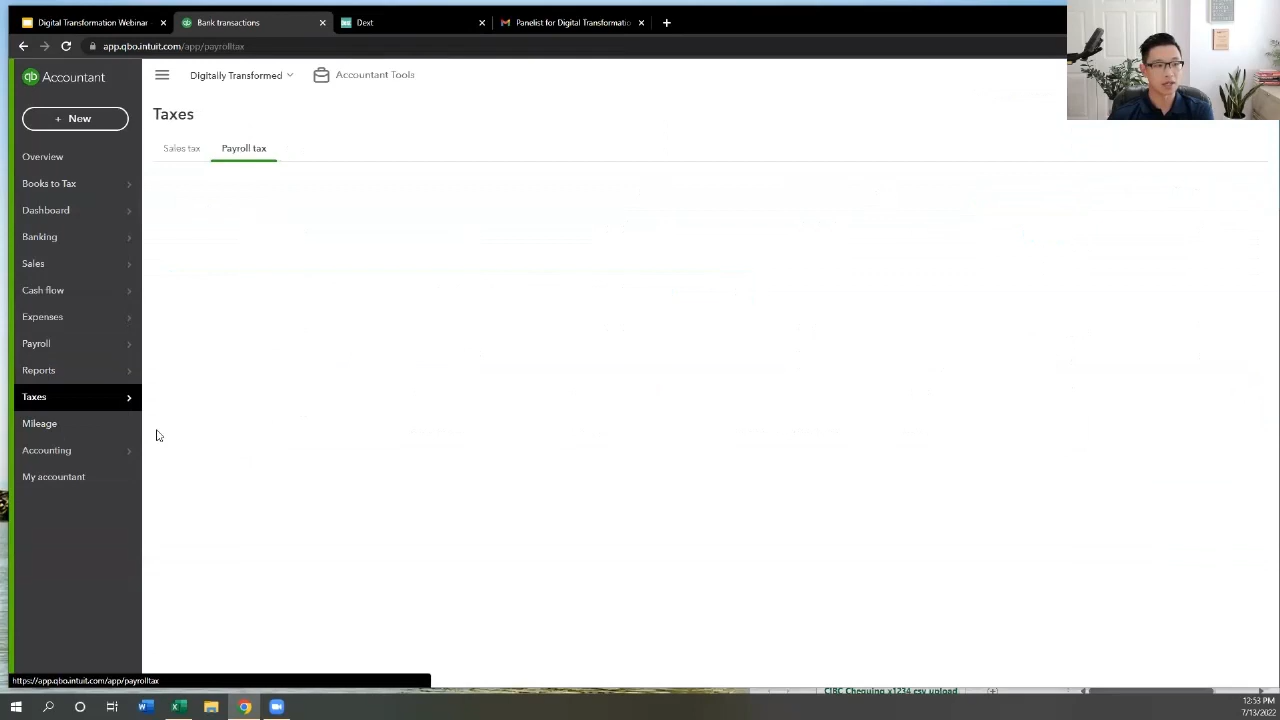 Digital Transformation Webinar
Bank transactions
Dext
Panelist for Digital Transformatio
app.qbo.intuit.com/app/payrolltax
qb Accountant
Digitally Transformed
Accountant Tools
+ New
Taxes
Sales tax
Payroll tax
Overview
Books to Tax
Dashboard
Banking
Sales
Cash flow
Expenses
Payroll
Reports
Taxes
Mileage
Accounting
My accountant
https://app.qbo.intuit.com/app/payrolltax
CIBC Chequing x1234 csv upload
12:53 PM
7/13/2022